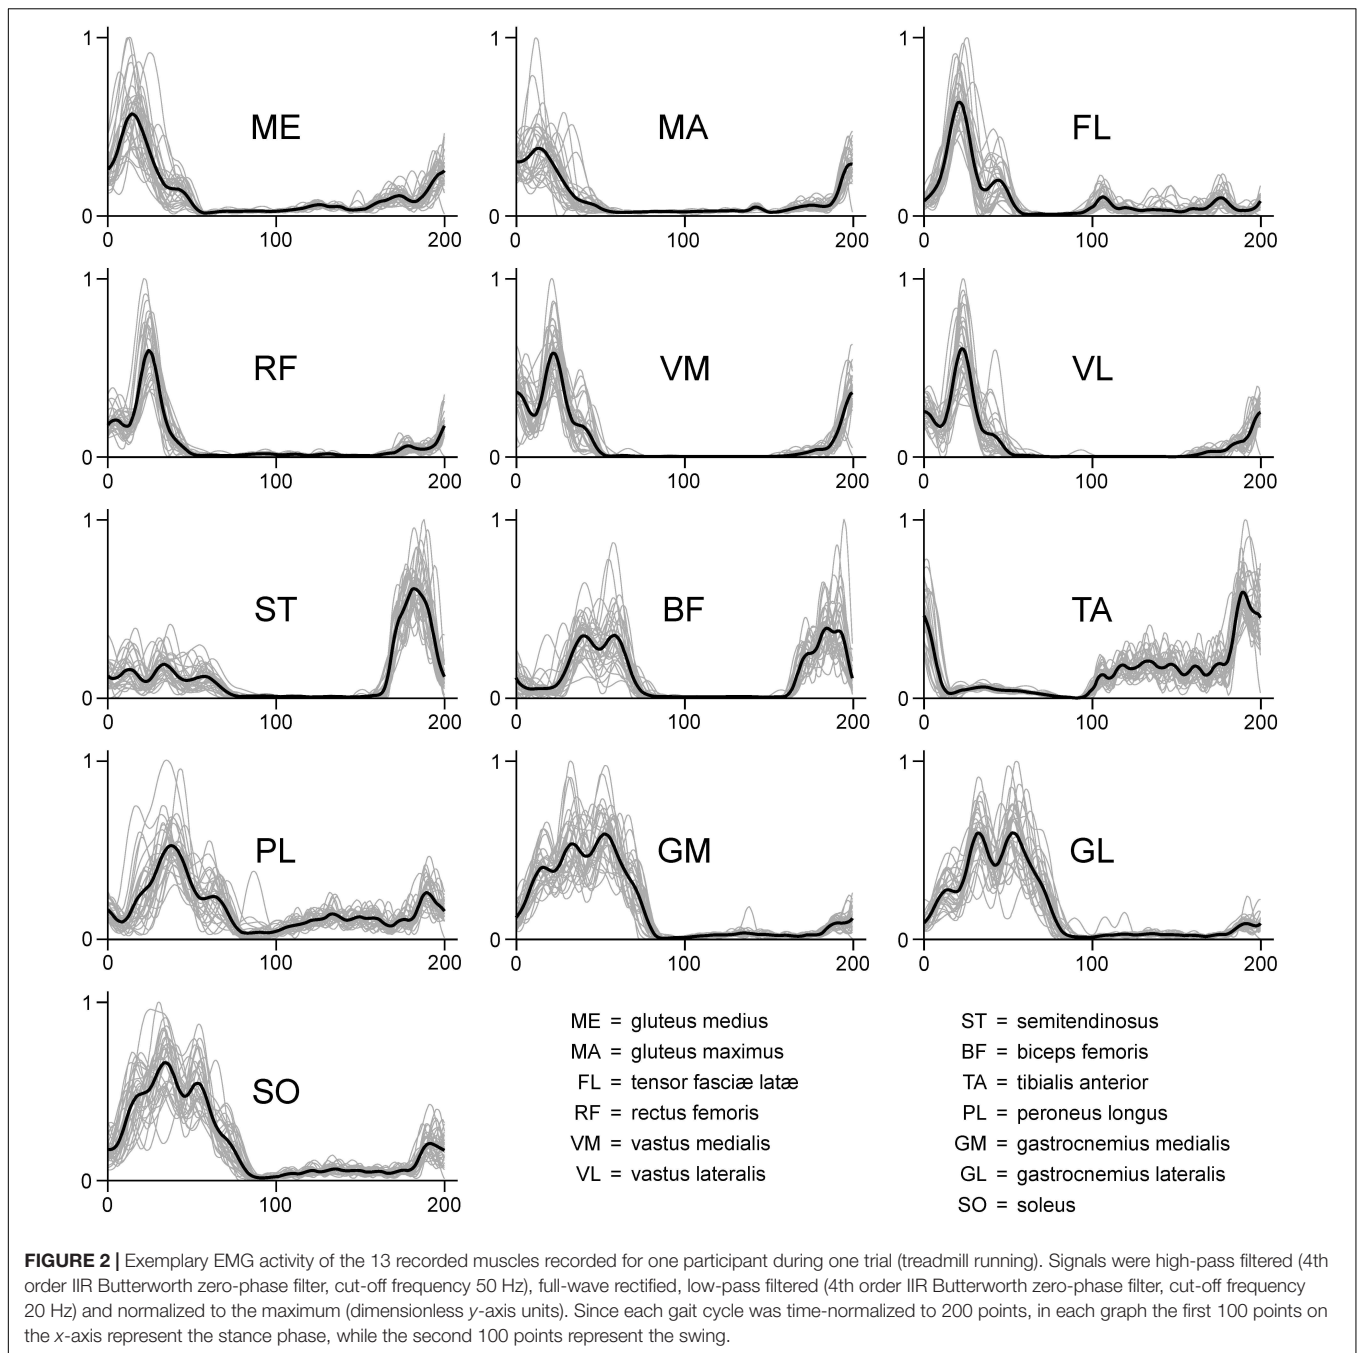 1
ME
0
0
100
200
1
MA
0
0
100
200
1
FL
0
0
100
200
1
RF
0
0
100
200
1
VM
0
0
100
200
1
VL
0
0
100
200
1
ST
0
0
100
200
1
BF
0
0
100
200
1
TA
0
0
100
200
1
PL
0
0
100
200
1
GM
0
0
100
200
1
GL
0
0
100
200
1
SO
0
0
100
200
ME = gluteus medius
MA = gluteus maximus
FL = tensor fasciæ latæ
RF = rectus femoris
VM = vastus medialis
VL = vastus lateralis
ST = semitendinosus
BF = biceps femoris
TA = tibialis anterior
PL = peroneus longus
GM = gastrocnemius medialis
GL = gastrocnemius lateralis
SO = soleus
FIGURE 2 | Exemplary EMG activity of the 13 recorded muscles recorded for one participant during one trial (treadmill running). Signals were high-pass filtered (4th
order IIR Butterworth zero-phase filter, cut-off frequency 50 Hz), full-wave rectified, low-pass filtered (4th order IIR Butterworth zero-phase filter, cut-off frequency
20 Hz) and normalized to the maximum (dimensionless y-axis units). Since each gait cycle was time-normalized to 200 points, in each graph the first 100 points on
the x-axis represent the stance phase, while the second 100 points represent the swing.